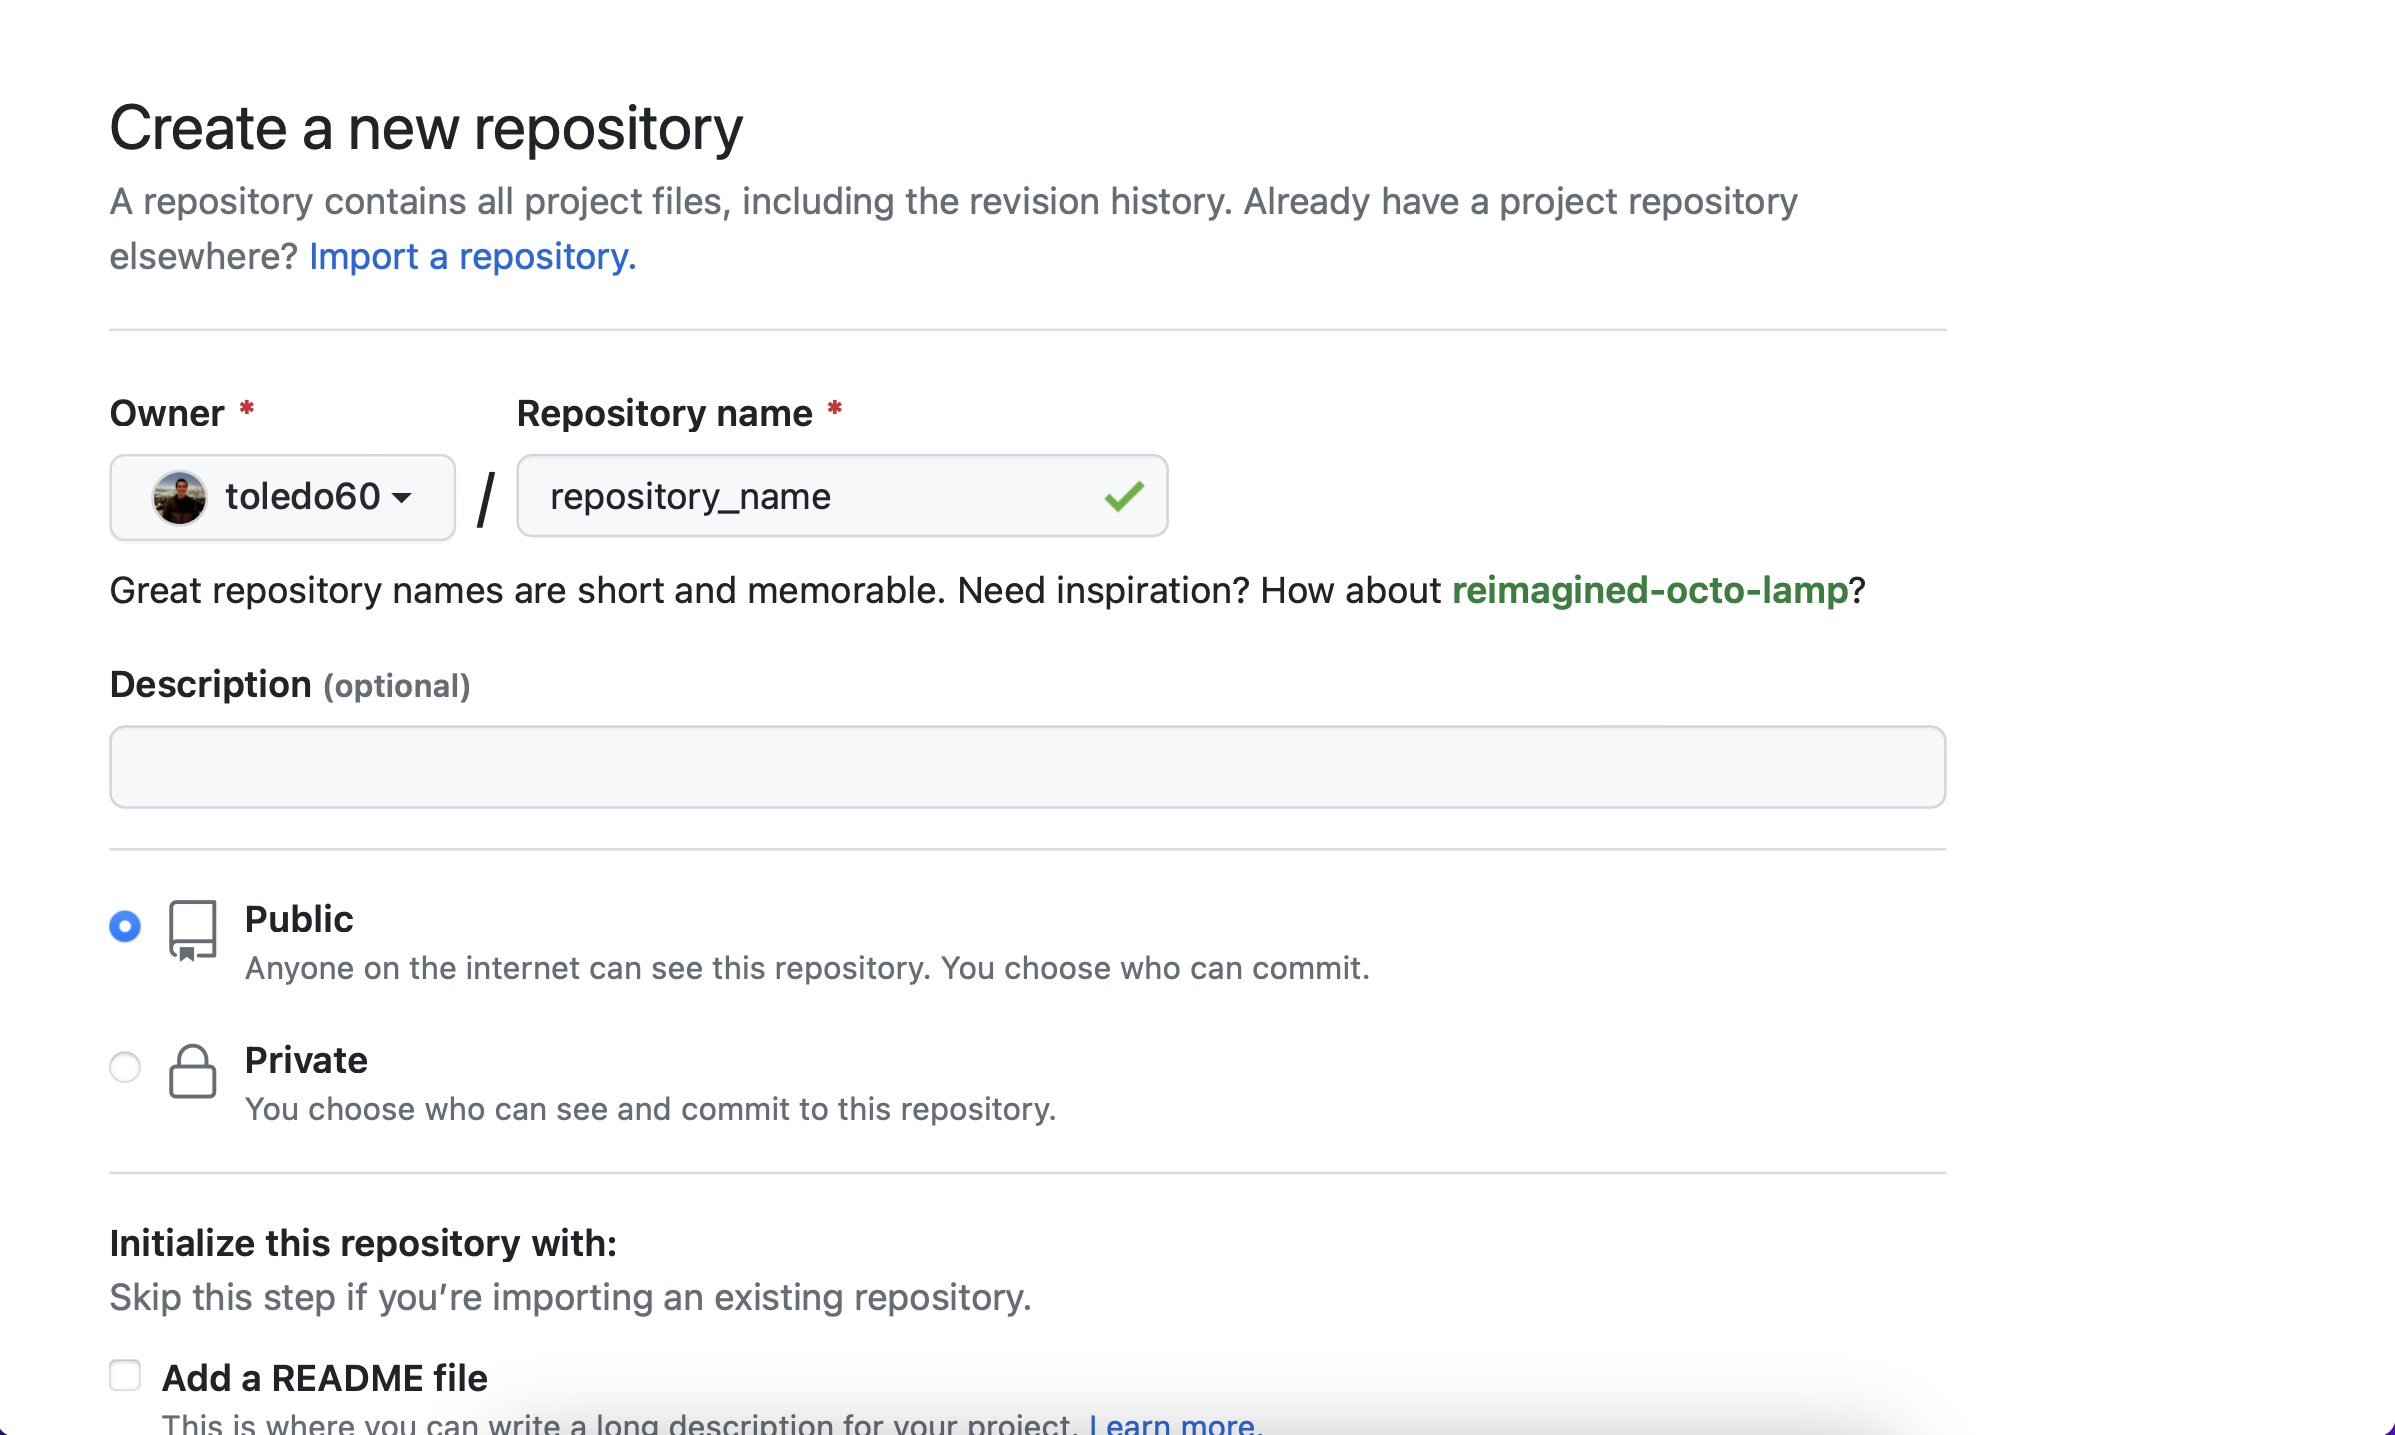 Create a new repository
A repository contains all project files, including the revision history. Already have a project repository
elsewhere? Import a repository.
Owner * Repository name *
toledo60 / repository_name
Great repository names are short and memorable. Need inspiration? How about reimagined-octo-lamp?
Description (optional)
Public
Anyone on the internet can see this repository. You choose who can commit.
Private
You choose who can see and commit to this repository.
Initialize this repository with:
Skip this step if you’re importing an existing repository.
Add a README file
This is where you can write a long description for your project. Learn more.